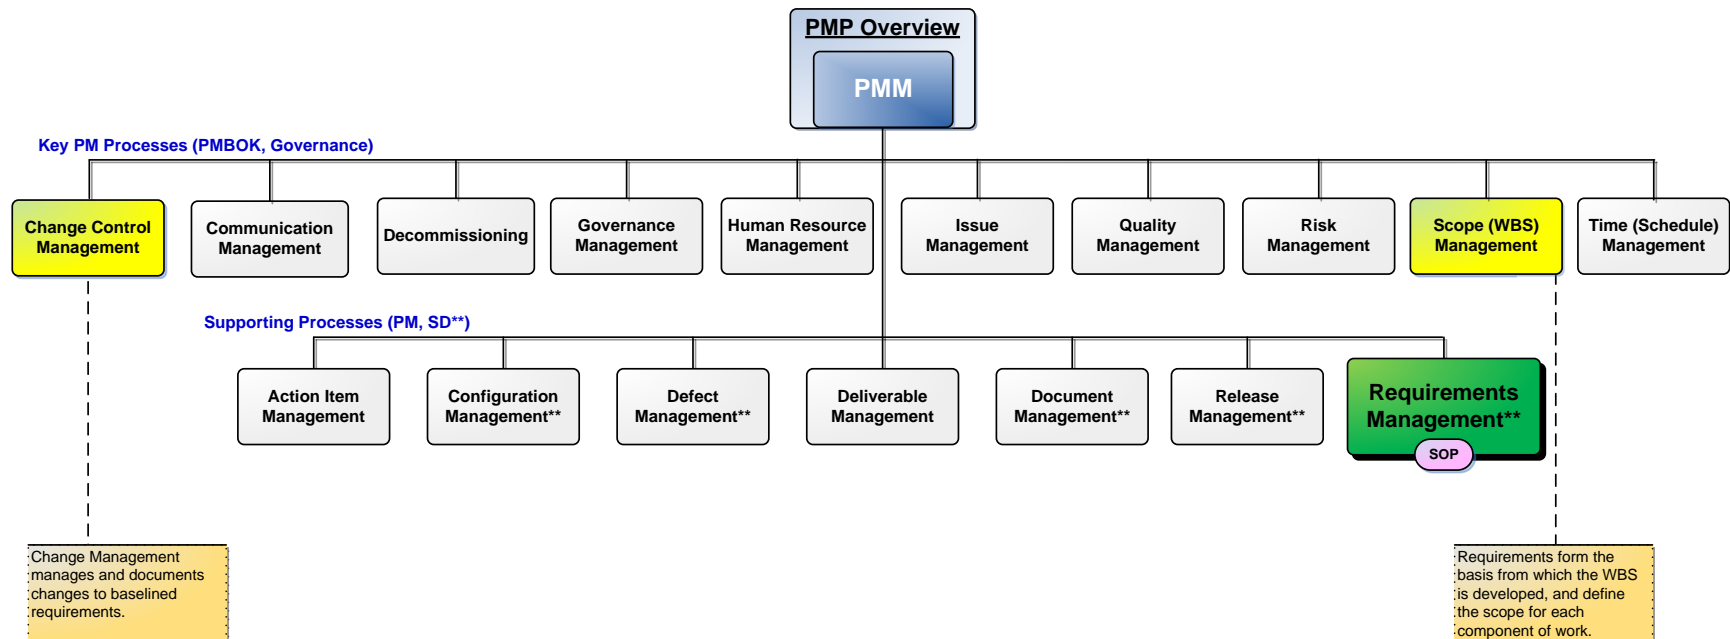 PMP Overview
PMM
Key PM Processes (PMBOK, Governance)
Change Control
Management
Communication
Management
Decommissioning
Governance
Management
Human Resource
Management
Issue
Management
Quality
Management
Risk
Management
Scope (WBS)
Management
Time (Schedule)
Management
Supporting Processes (PM, SD**)
Action Item
Management
Configuration
Management**
Defect
Management**
Deliverable
Management
Document
Management**
Release
Management**
Requirements
Management**
SOP
Change Management
manages and documents
changes to baselined
requirements.
Requirements form the
basis from which the WBS
is developed, and define
the scope for each
component of work.